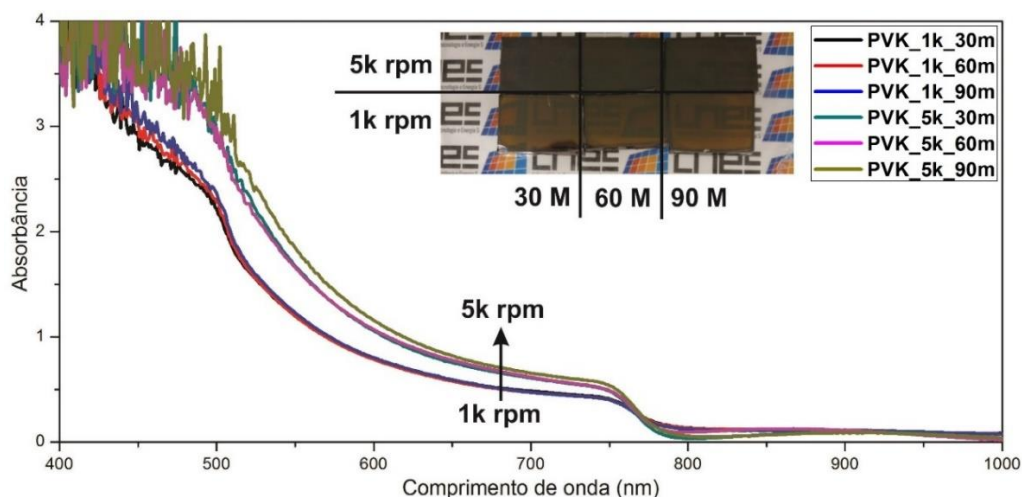 4
3
2
1
0
Absorbância
400
500
600
700
800
900
1000
Comprimento de onda (nm)
5k rpm
1k rpm
30 M
60 M
90 M
PVK_1k_30m
PVK_1k_60m
PVK_1k_90m
PVK_5k_30m
PVK_5k_60m
PVK_5k_90m
5k rpm
1k rpm